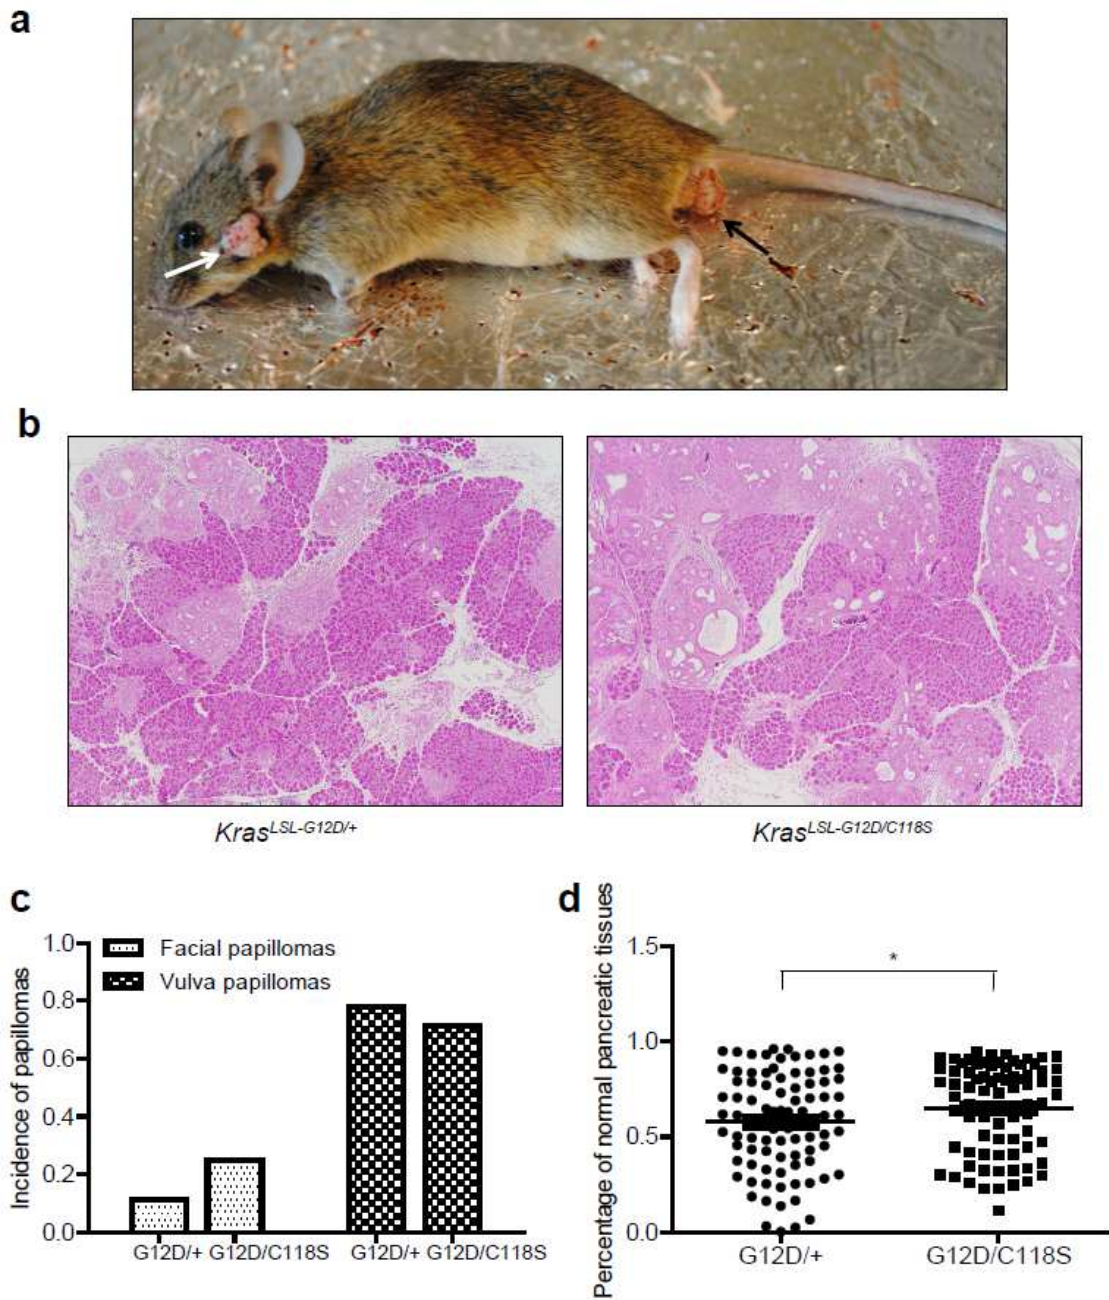 a
b
Kras^LSL-G12D/+
Kras^LSL-G12D/C118S
c
Incidence of papillomas
1.0
0.8
0.6
0.4
0.2
0.0
Facial papillomas
Vulva papillomas
G12D/+ G12D/C118S
G12D/+ G12D/C118S
d
Percentage of normal pancreatic tissues
1.5
1.0
0.5
0.0
*
G12D/+
G12D/C118S